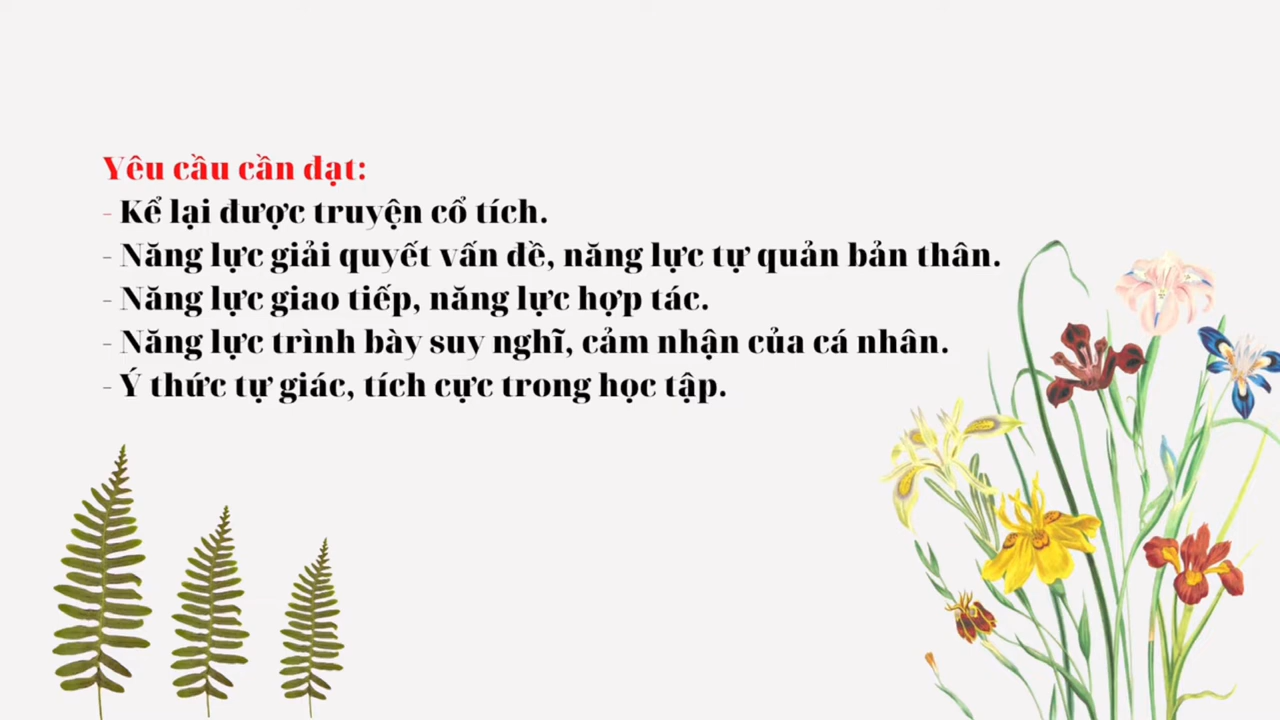 Yêu cầu cần đạt:
- Kể lại được truyện cổ tích.
- Năng lực giải quyết vấn đề, năng lực tự quản bản thân.
- Năng lực giao tiếp, năng lực hợp tác.
- Năng lực trình bày suy nghĩ, cảm nhận của cá nhân.
- Ý thức tự giác, tích cực trong học tập.